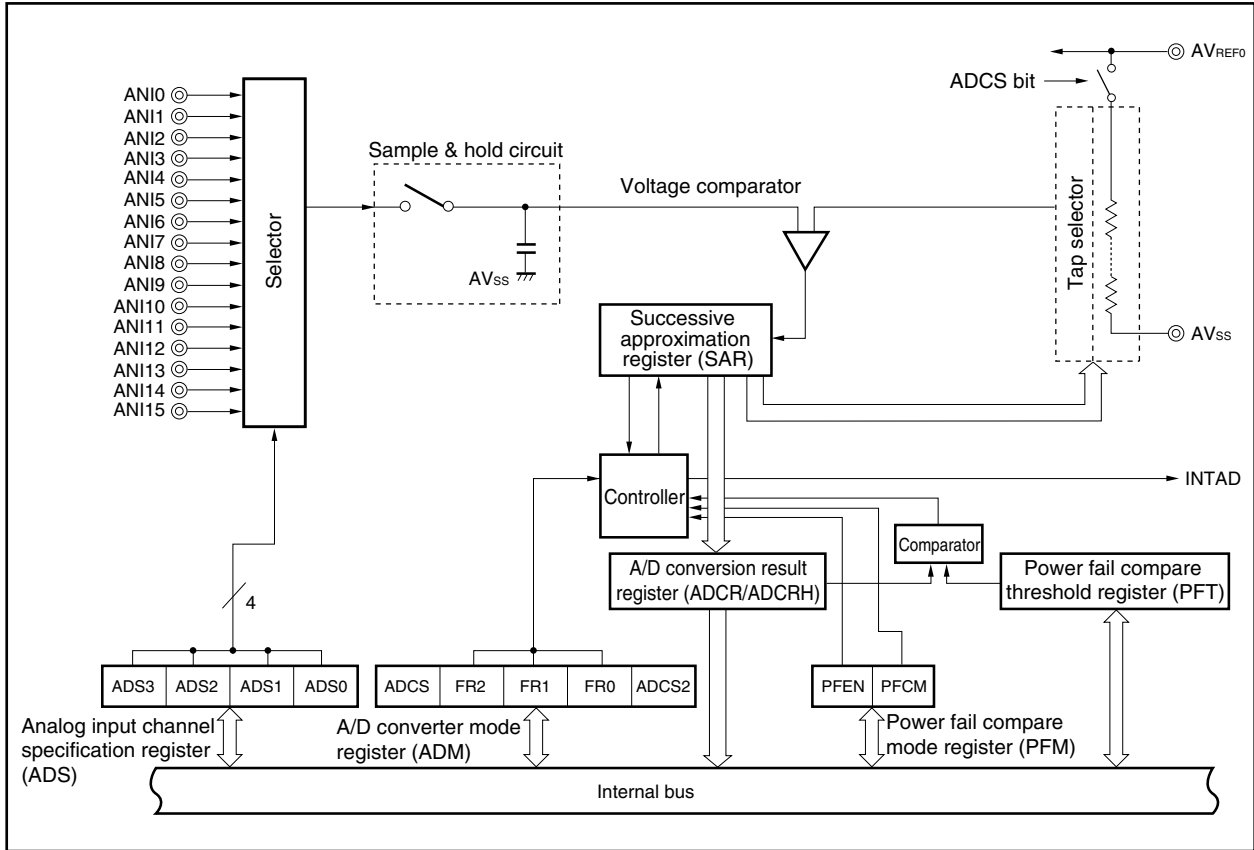 ANI0
ANI1
ANI2
ANI3
ANI4
ANI5
ANI6
ANI7
ANI8
ANI9
ANI10
ANI11
ANI12
ANI13
ANI14
ANI15
Selector
Sample & hold circuit
AVSS
Voltage comparator
ADCS bit
AVREF0
Tap selector
AVSS
Successive
approximation
register (SAR)
Controller
INTAD
Comparator
A/D conversion result
register (ADCR/ADCRH)
Power fail compare
threshold register (PFT)
4
ADS3 ADS2 ADS1 ADS0
Analog input channel
specification register
(ADS)
ADCS FR2 FR1 FR0 ADCS2
A/D converter mode
register (ADM)
PFEN PFCM
Power fail compare
mode register (PFM)
Internal bus